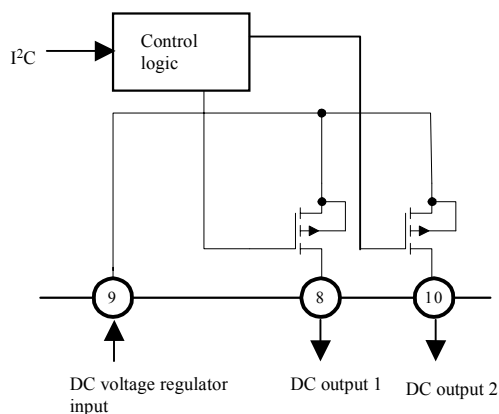 Control
logic
I²C
9
8
10
DC voltage regulator
input
DC output 1
DC output 2